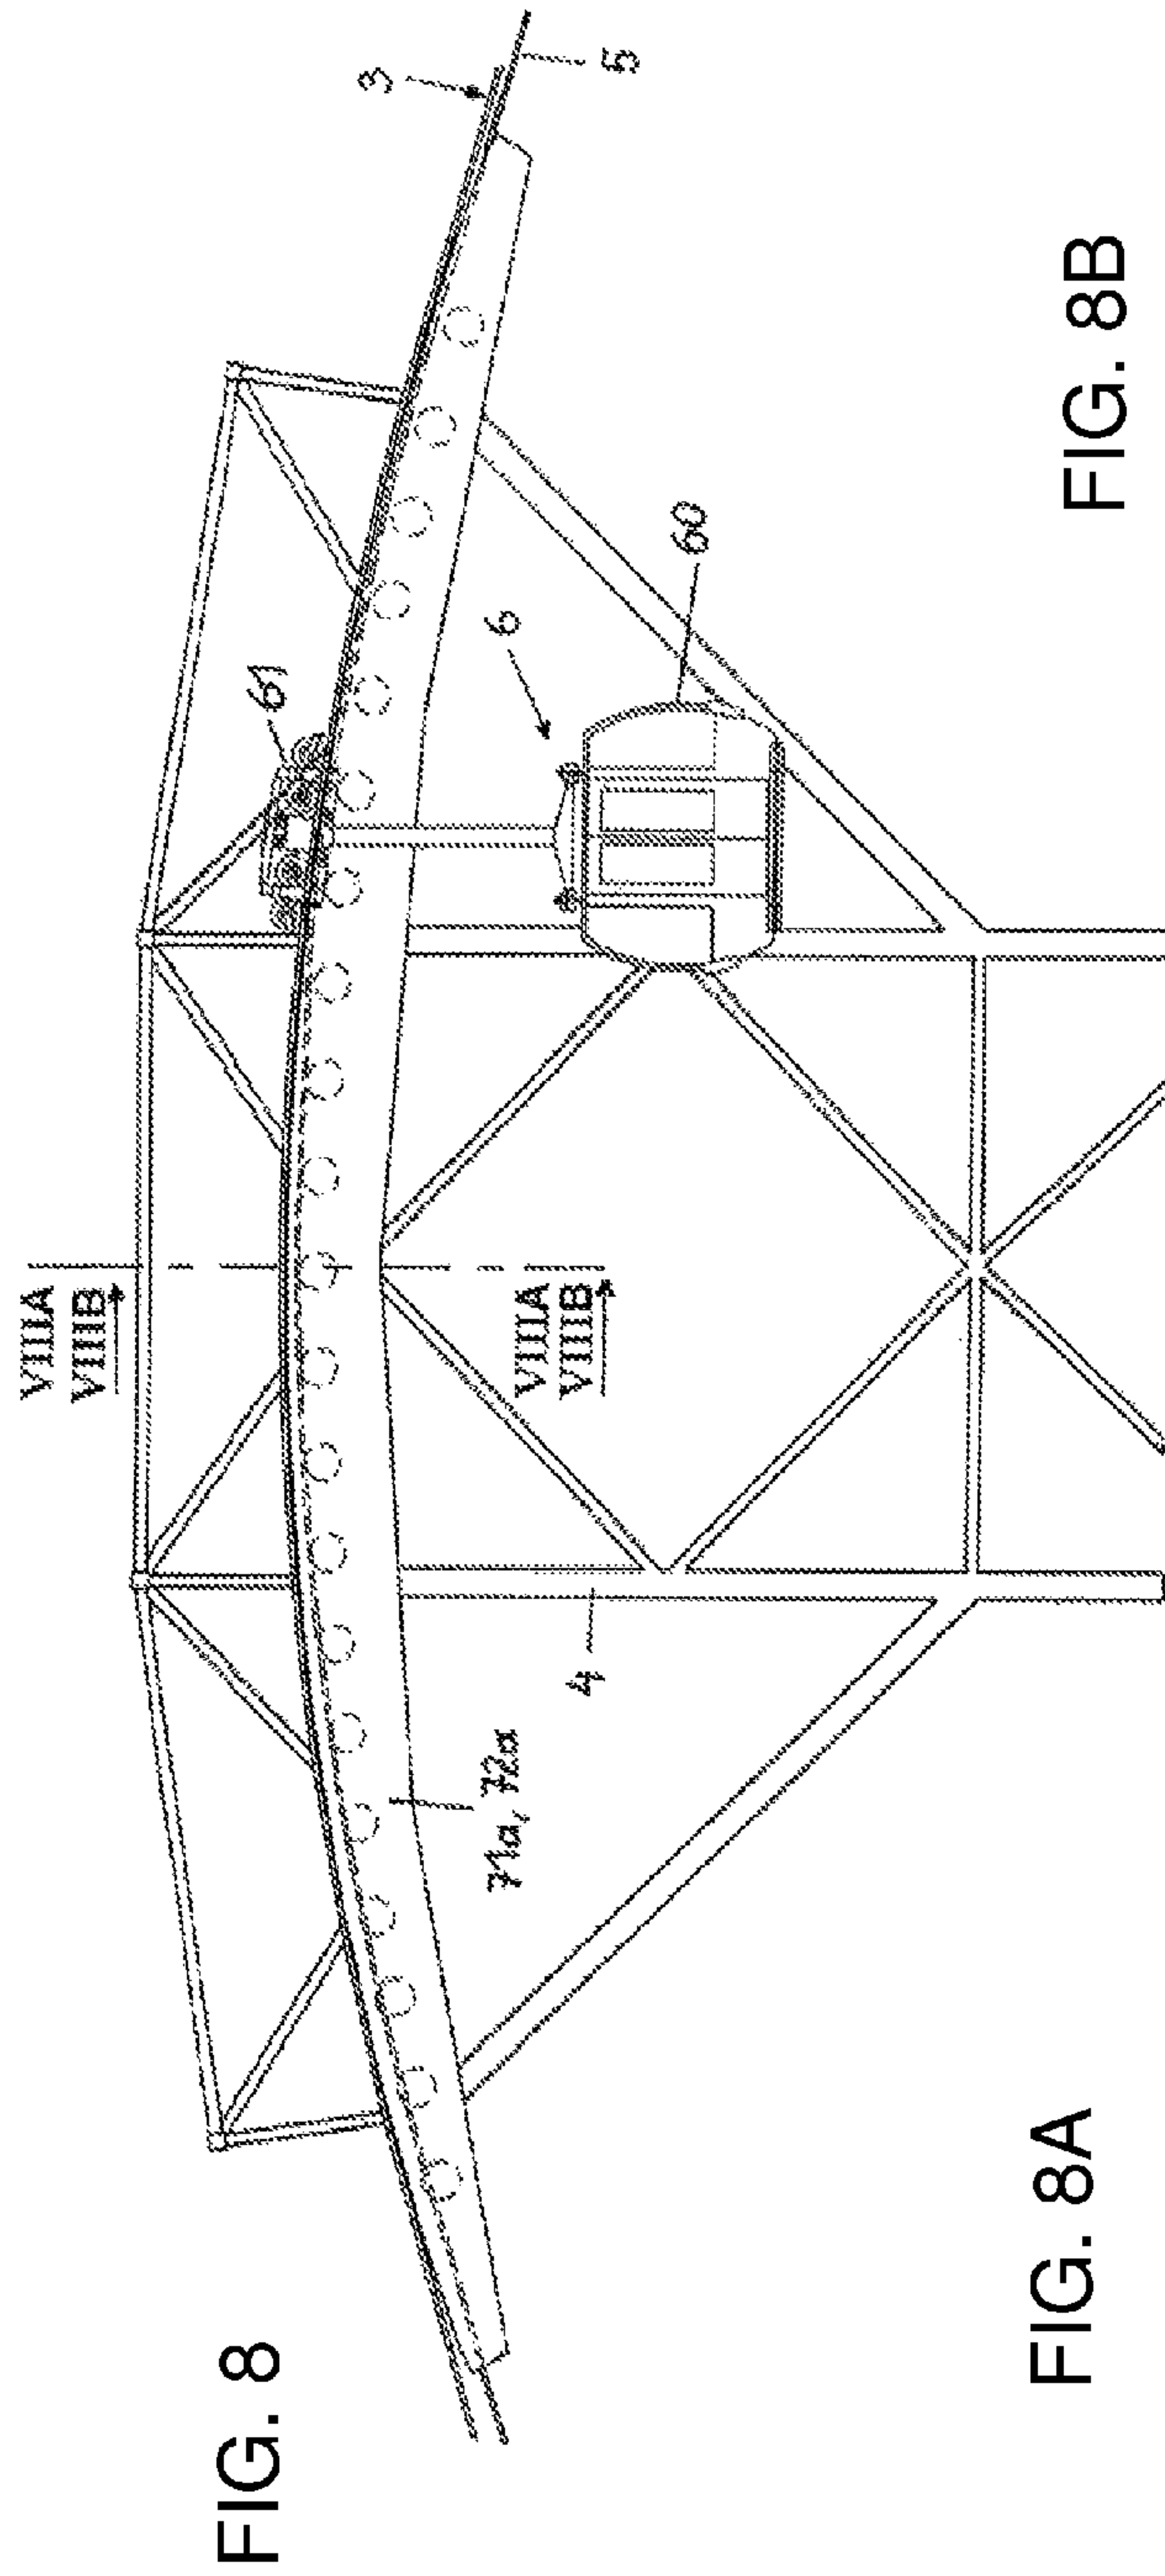 FIG. 8
VIIIA
VIIIB
61
3
5
6
60
VIIIA
VIIIB
4
71a, 72a
FIG. 8A
FIG. 8B